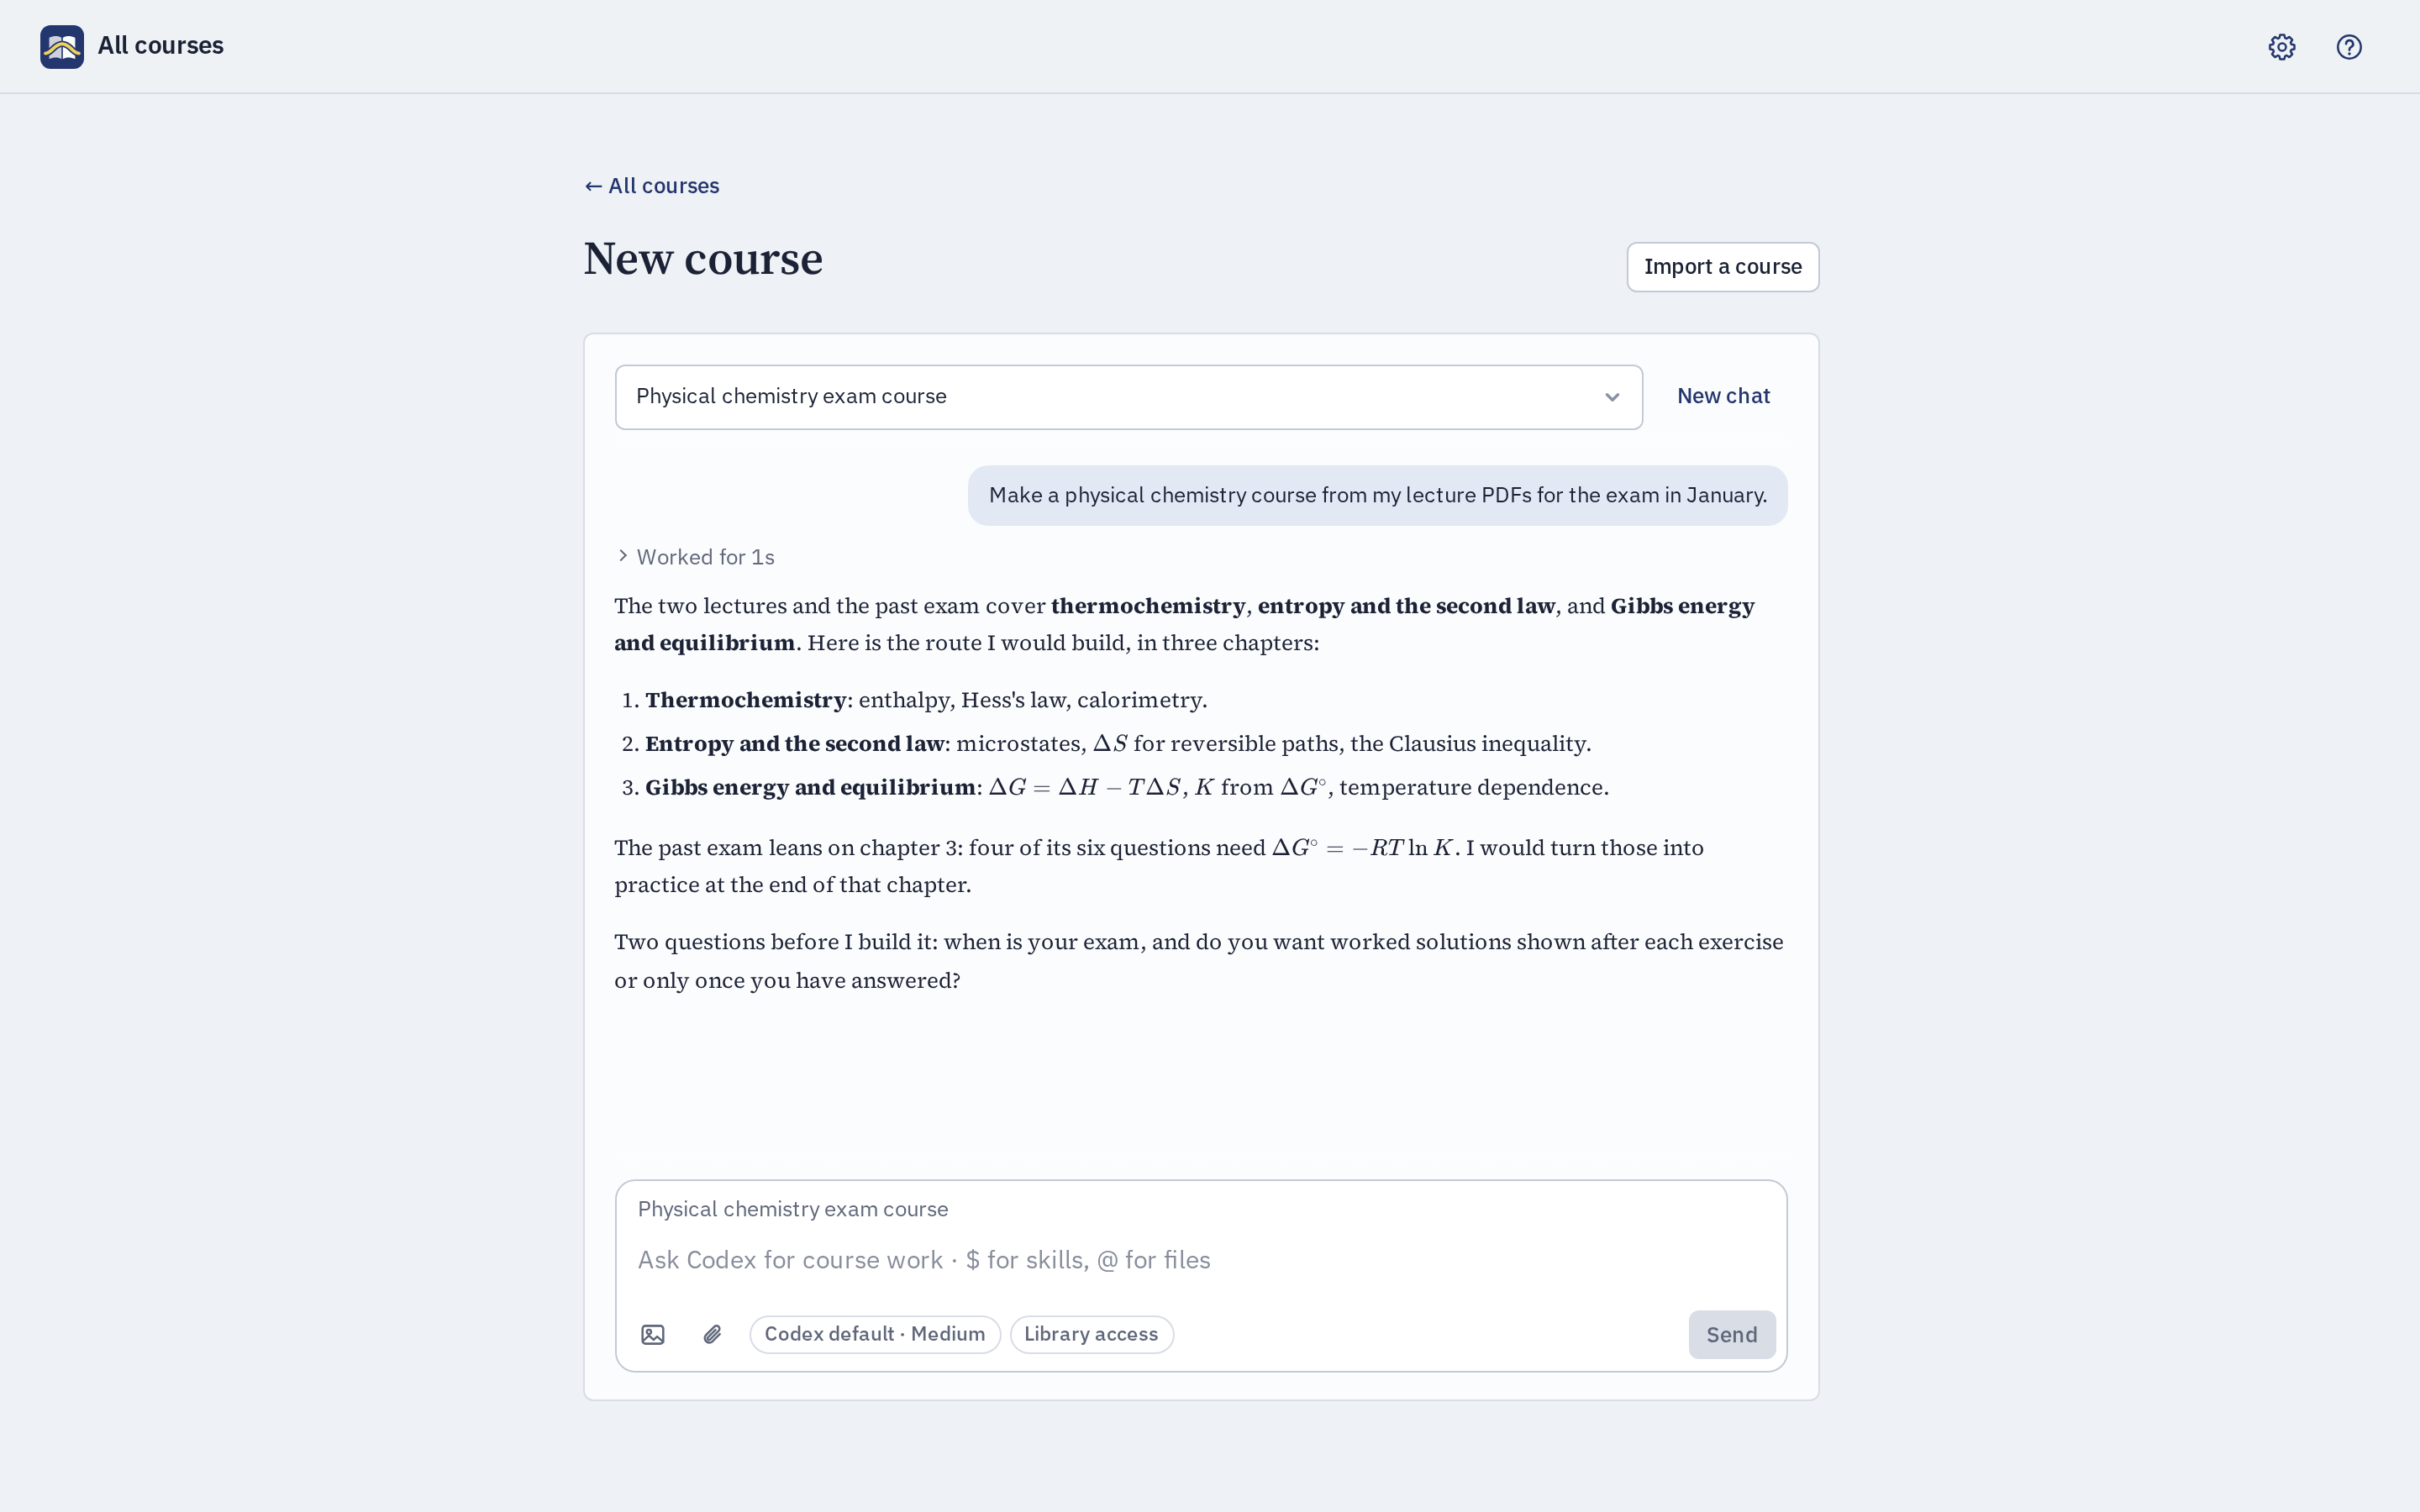 All courses
← All courses
New course
Import a course
Physical chemistry exam course
New chat
Make a physical chemistry course from my lecture PDFs for the exam in January.
Worked for 1s
The two lectures and the past exam cover thermochemistry, entropy and the second law, and Gibbs energy
and equilibrium. Here is the route I would build, in three chapters:
1. Thermochemistry: enthalpy, Hess's law, calorimetry.
2. Entropy and the second law: microstates, ΔS for reversible paths, the Clausius inequality.
3. Gibbs energy and equilibrium: ΔG = ΔH − TΔS, K from ΔG°, temperature dependence.
The past exam leans on chapter 3: four of its six questions need ΔG° = −RT ln K. I would turn those into
practice at the end of that chapter.
Two questions before I build it: when is your exam, and do you want worked solutions shown after each exercise
or only once you have answered?
Physical chemistry exam course
Ask Codex for course work · $ for skills, @ for files
Codex default · Medium
Library access
Send